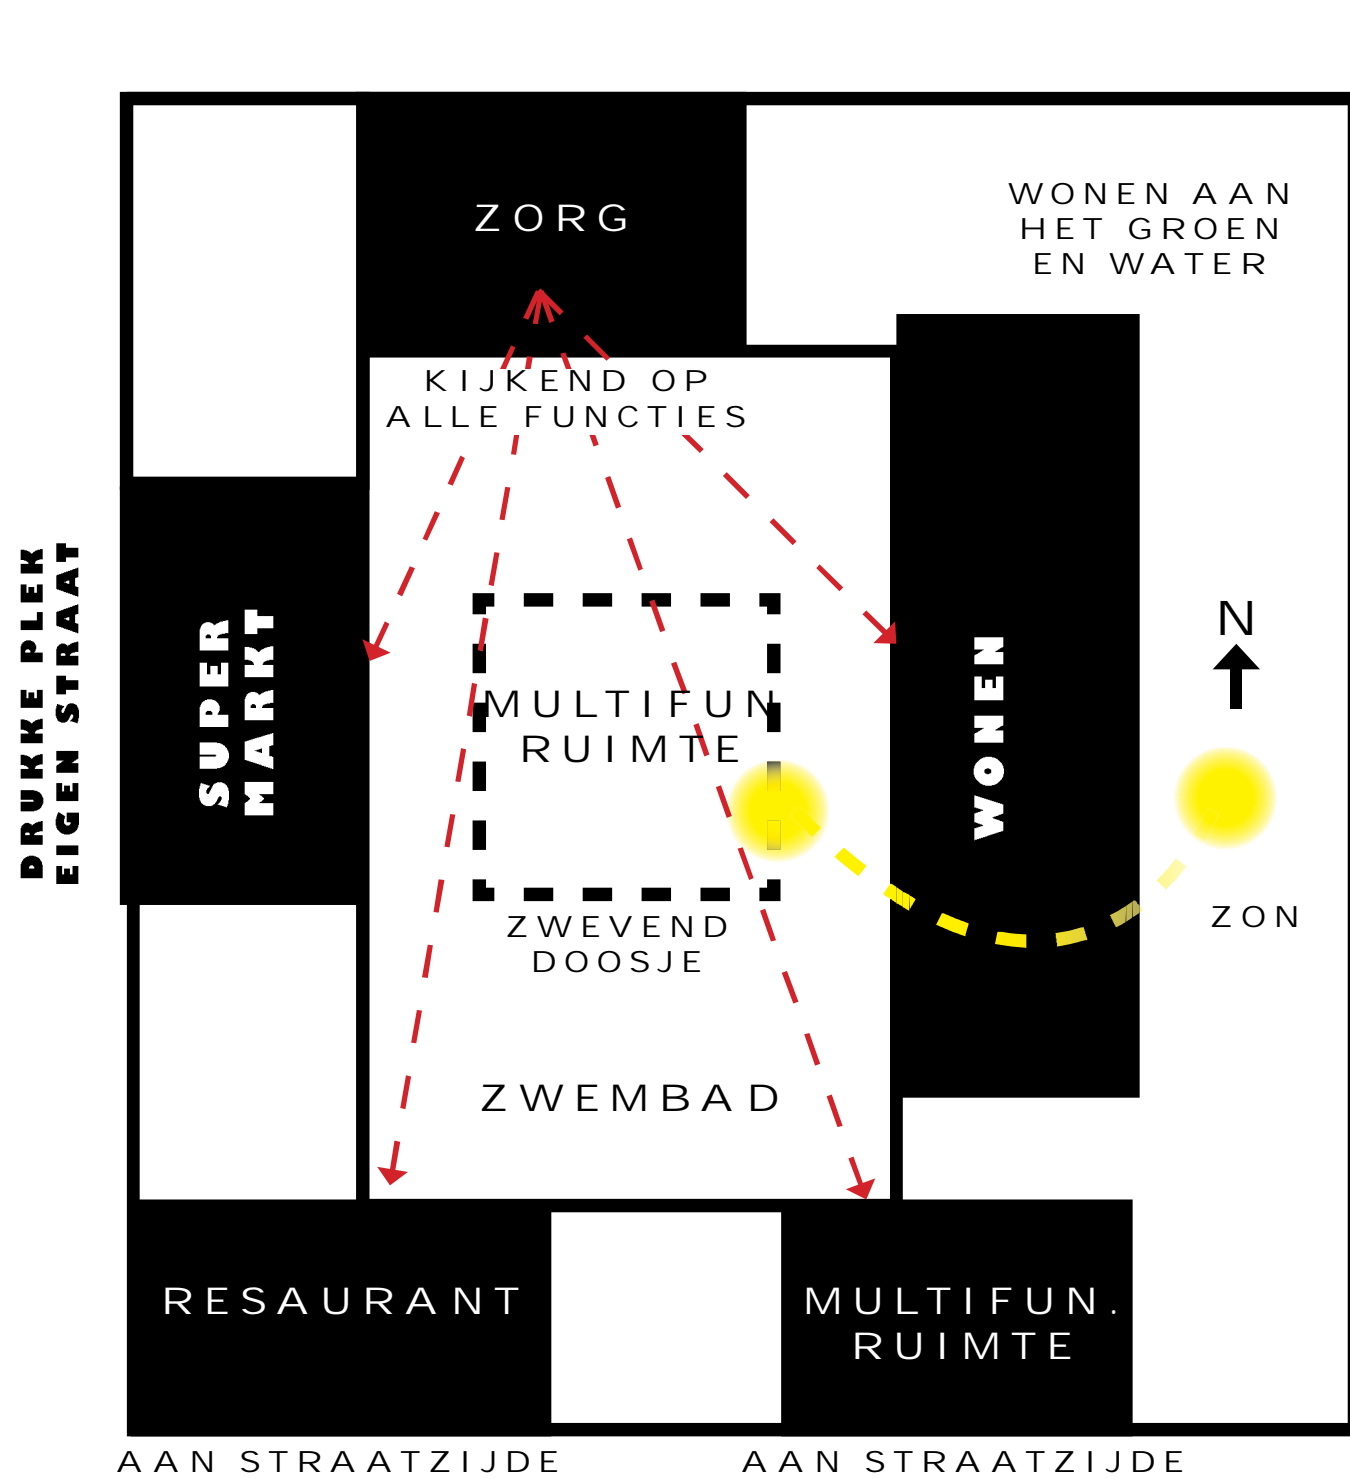 ZORG
WONEN AAN
HET GROEN
EN WATER
KIJKEND OP
ALLE FUNCTIES
DRUKKE PLEK
EIGEN STRAAT
SUPER
MARKT
MULTIFUN
RUIMTE
WONEN
N
ZON
ZWEVEND
DOOSJE
ZWEMBAD
RESAURANT
MULTIFUN.
RUIMTE
AAN STRAATZIJDE
AAN STRAATZIJDE